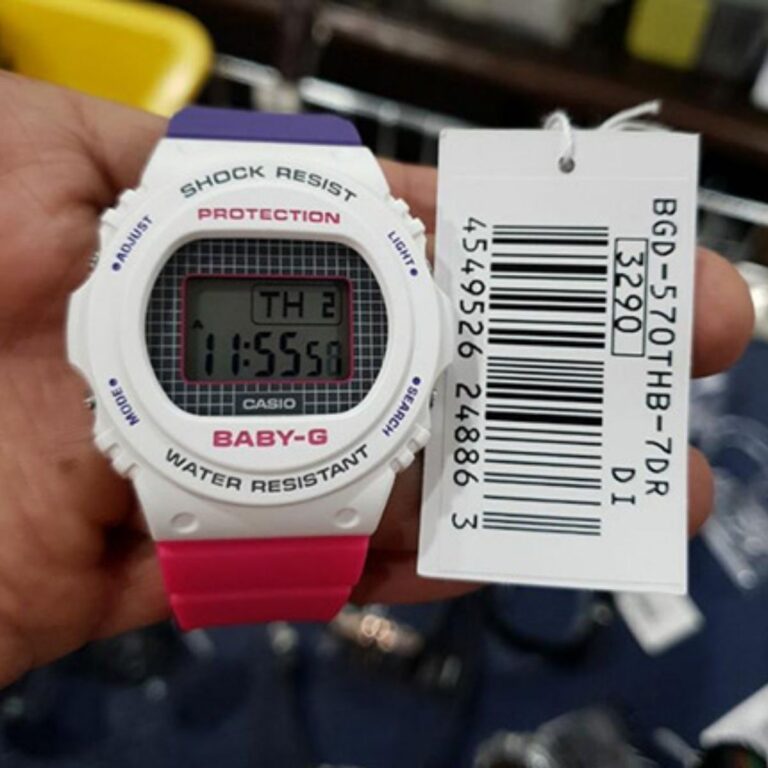 SHOCK RESIST
PROTECTION
ADJUST
LIGHT
TH 2
A
11:55 58
CASIO
MODE
SEARCH
BABY-G
WATER RESISTANT
BGD-570THB-7DR
3290
DI
4549526 24886 3